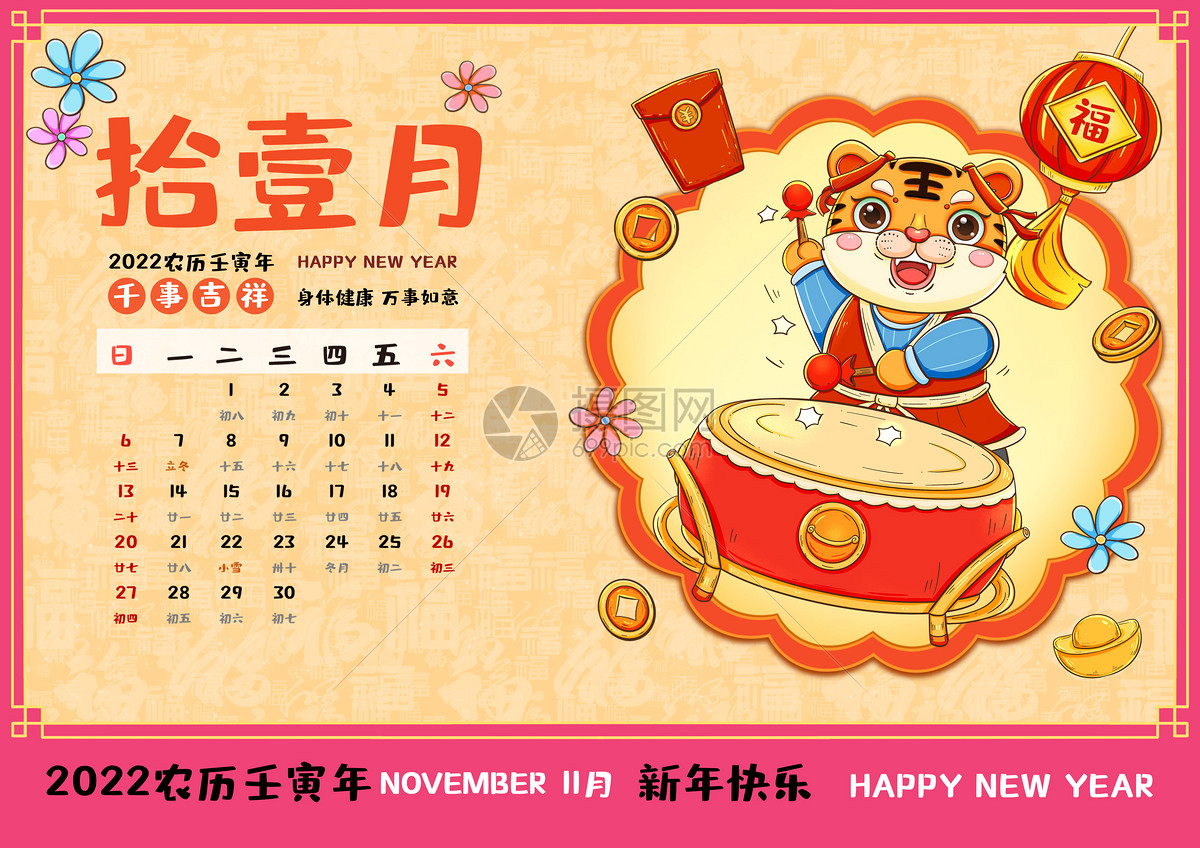 拾壹月
2022农历壬寅年 HAPPY NEW YEAR
千事吉祥 身体健康 万事如意
日 一 二 三 四 五 六
1 2 3 4 5
初八 初九 初十 十一 十二
6 7 8 9 10 11 12
十三 立冬 十五 十六 十七 十八 十九
13 14 15 16 17 18 19
二十 廿一 廿二 廿三 廿四 廿五 廿六
20 21 22 23 24 25 26
廿七 廿八 小雪 卅十 冬月 初二 初三
27 28 29 30
初四 初五 初六 初七
福
王
摄图网
699pic.com
2022农历壬寅年 NOVEMBER 11月 新年快乐 HAPPY NEW YEAR